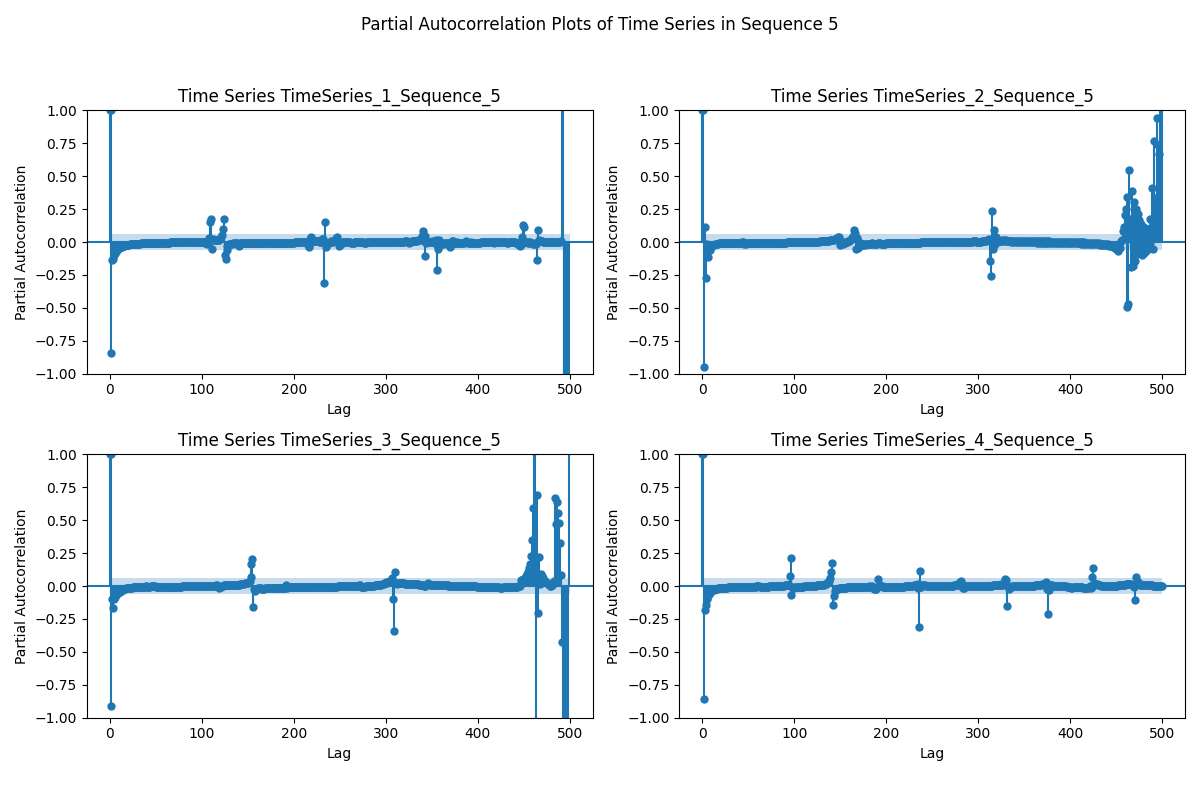 Partial Autocorrelation Plots of Time Series in Sequence 5
Time Series TimeSeries_1_Sequence_5
Partial Autocorrelation
1.00
0.75
0.50
0.25
0.00
−0.25
−0.50
−0.75
−1.00
0 100 200 300 400 500
Lag
Time Series TimeSeries_2_Sequence_5
Partial Autocorrelation
1.00
0.75
0.50
0.25
0.00
−0.25
−0.50
−0.75
−1.00
0 100 200 300 400 500
Lag
Time Series TimeSeries_3_Sequence_5
Partial Autocorrelation
1.00
0.75
0.50
0.25
0.00
−0.25
−0.50
−0.75
−1.00
0 100 200 300 400 500
Lag
Time Series TimeSeries_4_Sequence_5
Partial Autocorrelation
1.00
0.75
0.50
0.25
0.00
−0.25
−0.50
−0.75
−1.00
0 100 200 300 400 500
Lag